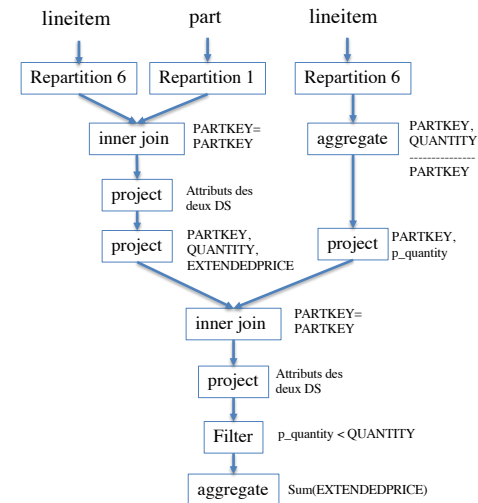 lineitem part lineitem
Repartition 6 Repartition 1 Repartition 6
inner join PARTKEY=
PARTKEY
aggregate PARTKEY,
QUANTITY
---------------
PARTKEY
project Attributs des
deux DS
project PARTKEY,
QUANTITY,
EXTENDEDPRICE
project PARTKEY,
p_quantity
inner join PARTKEY=
PARTKEY
project Attributs des
deux DS
Filter p_quantity < QUANTITY
aggregate Sum(EXTENDEDPRICE)